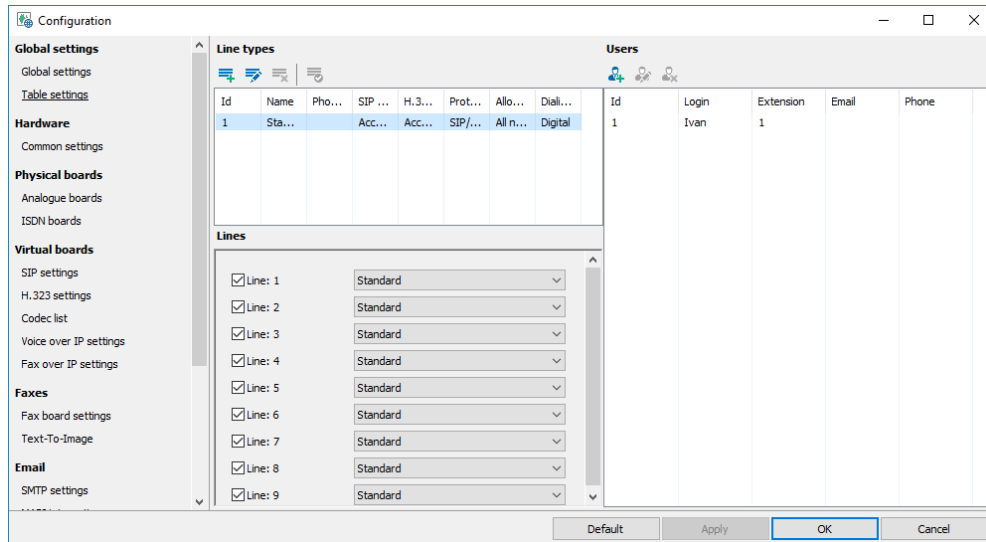 Configuration
Global settings
Global settings
Table settings
Hardware
Common settings
Physical boards
Analogue boards
ISDN boards
Virtual boards
SIP settings
H.323 settings
Codec list
Voice over IP settings
Fax over IP settings
Faxes
Fax board settings
Text-To-Image
Email
SMTP settings
Line types
Id Name Pho... SIP ... H.3... Prot... Allo... Diali...
1 Sta... Acc... Acc... SIP/... All n... Digital
Lines
Line: 1 Standard
Line: 2 Standard
Line: 3 Standard
Line: 4 Standard
Line: 5 Standard
Line: 6 Standard
Line: 7 Standard
Line: 8 Standard
Line: 9 Standard
Users
Id Login Extension Email Phone
1 Ivan 1
Default Apply OK Cancel